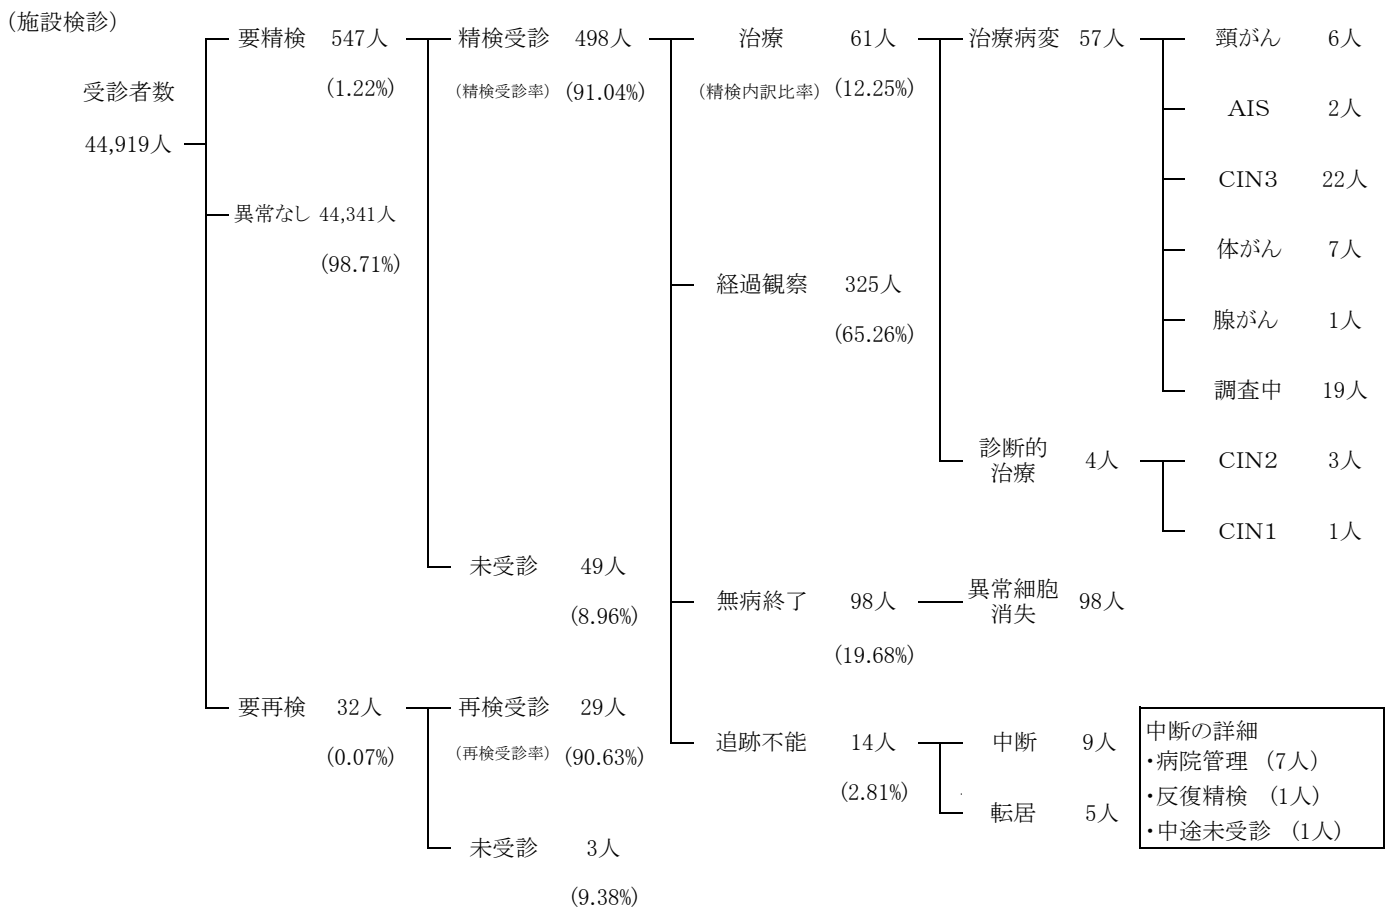 (施設検診)
要精検 547人 精検受診 498人 治療 61人 治療病変 57人 頸がん 6人
(1.22%) (精検受診率) (91.04%) (精検内訳比率) (12.25%)
受診者数
AIS 2人
44,919人
CIN3 22人
異常なし 44,341人
(98.71%)
体がん 7人
経過観察 325人
(65.26%)
腺がん 1人
調査中 19人
診断的
治療 4人 CIN2 3人
CIN1 1人
未受診 49人
(8.96%)
無病終了 98人 異常細胞
消失 98人
(19.68%)
要再検 32人 再検受診 29人
(0.07%) (再検受診率) (90.63%)
追跡不能 14人 中断 9人
(2.81%)
転居 5人
中断の詳細
・病院管理 (7人)
・反復精検 (1人)
・中途未受診 (1人)
未受診 3人
(9.38%)